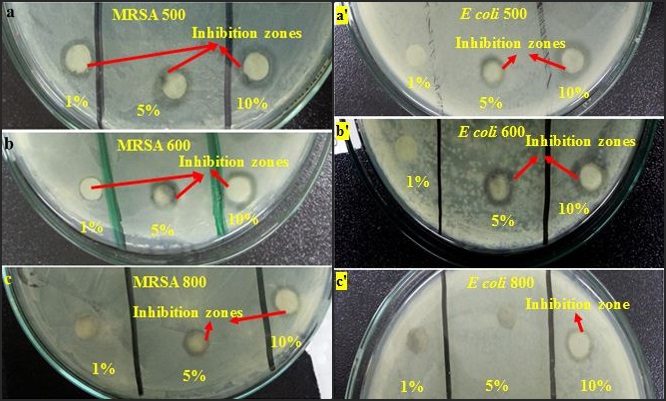 a
MRSA 500
Inhibition zones
1%
5%
10%
a'
E coli 500
Inhibition zones
1%
5%
10%
b
MRSA 600
Inhibition zones
1%
5%
10%
b'
E coli 600
Inhibition zones
1%
5%
10%
c
MRSA 800
Inhibition zones
1%
5%
10%
c'
E coli 800
Inhibition zone
1%
5%
10%